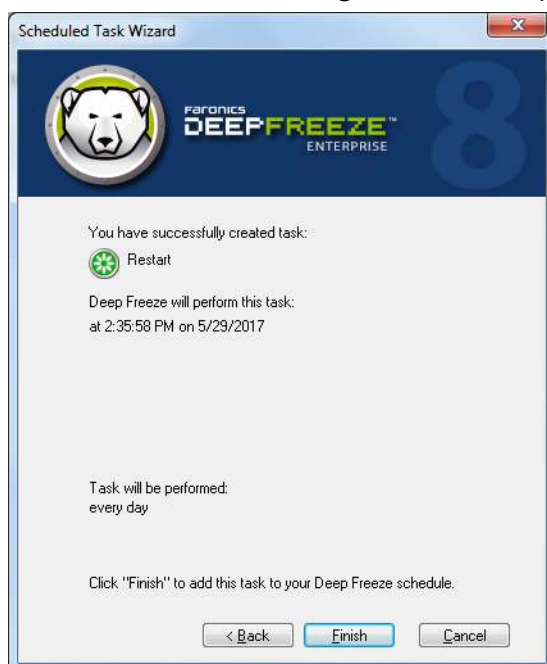 Scheduled Task Wizard
Faronics
DEEPFREEZE™
ENTERPRISE
8
You have successfully created task:
Restart
Deep Freeze will perform this task:
at 2:35:58 PM on 5/29/2017
Task will be performed:
every day
Click "Finish" to add this task to your Deep Freeze schedule.
< Back
Finish
Cancel